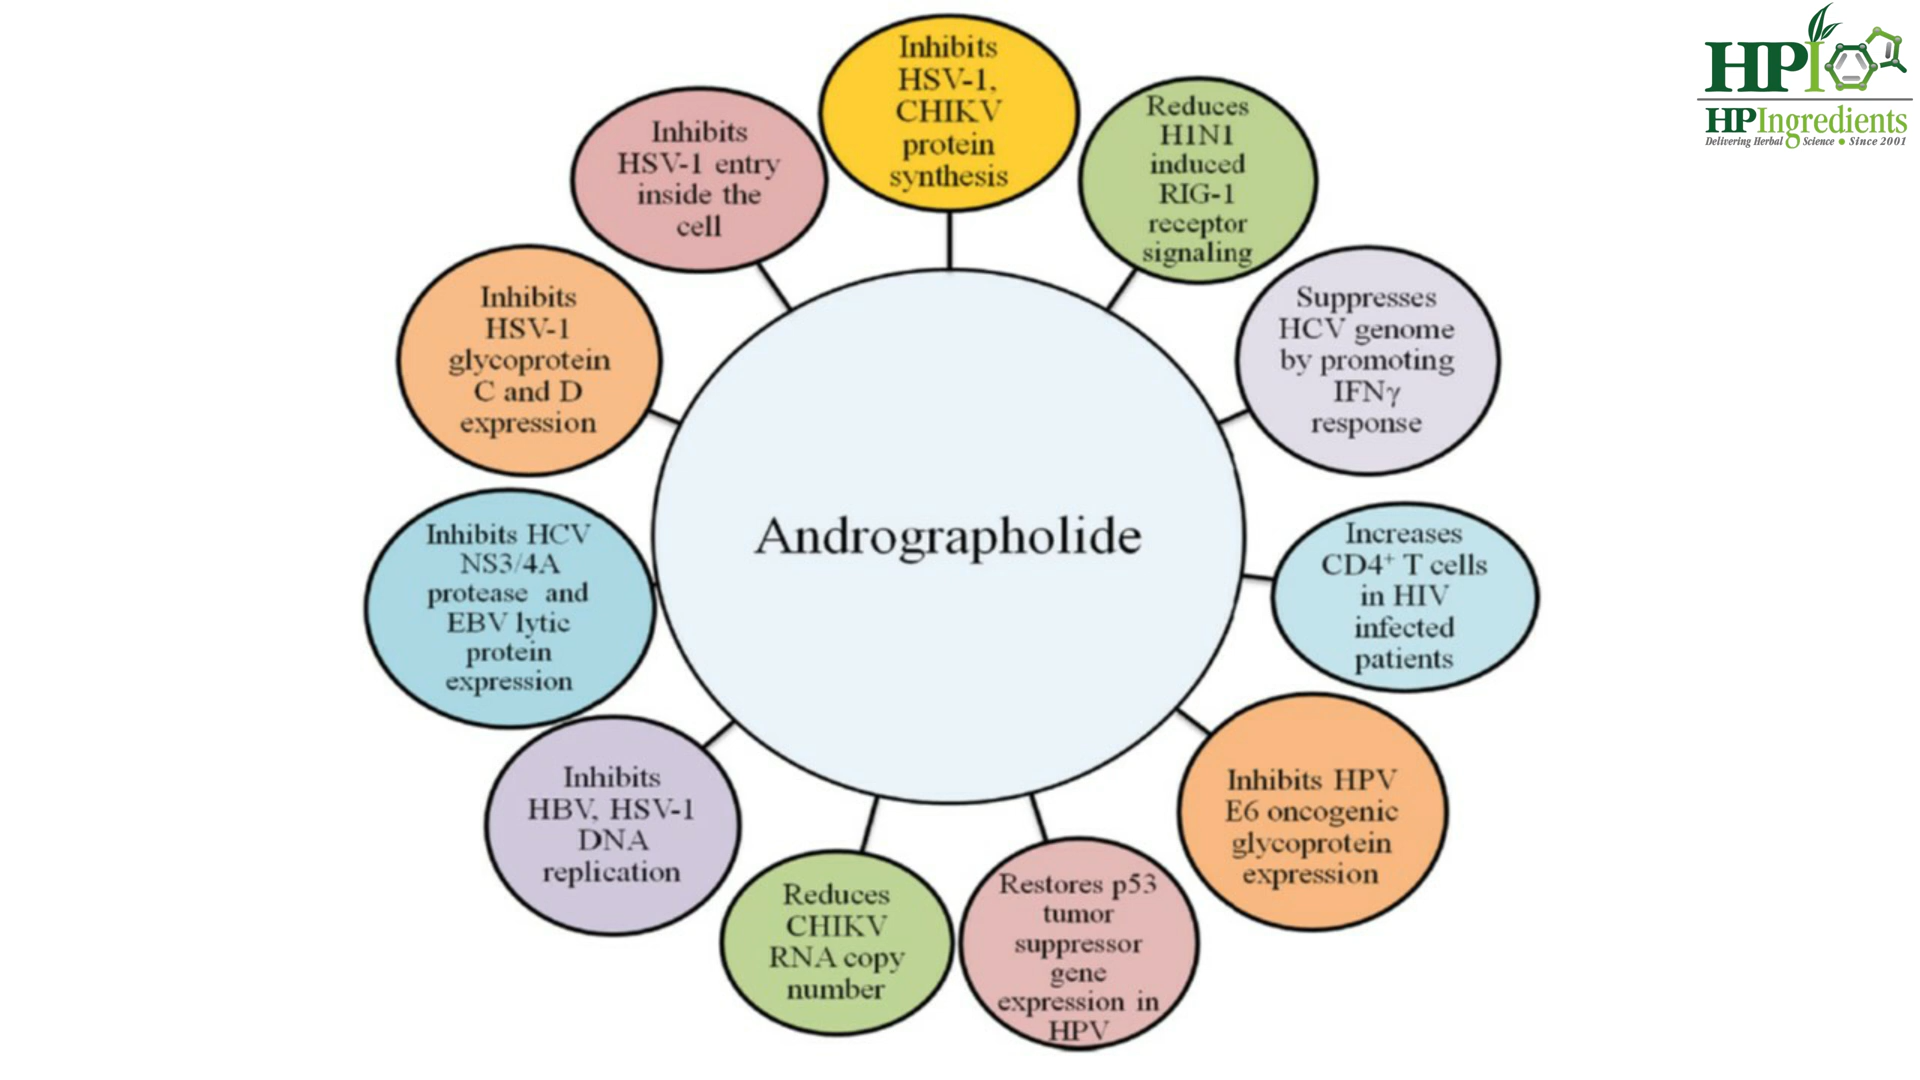 Inhibits
HSV-1,
CHIKV
protein
synthesis
Reduces
H1N1
induced
RIG-1
receptor
signaling
Suppresses
HCV genome
by promoting
IFNγ
response
Increases
CD4⁺ T cells
in HIV
infected
patients
Inhibits HPV
E6 oncogenic
glycoprotein
expression
Restores p53
tumor
suppressor
gene
expression in
HPV
Reduces
CHIKV
RNA copy
number
Inhibits
HBV, HSV-1
DNA
replication
Inhibits HCV
NS3/4A
protease and
EBV lytic
protein
expression
Inhibits
HSV-1
glycoprotein
C and D
expression
Inhibits
HSV-1 entry
inside the
cell
Andrographolide
HPI
HPIngredients
Delivering Herbal Science • Since 2001